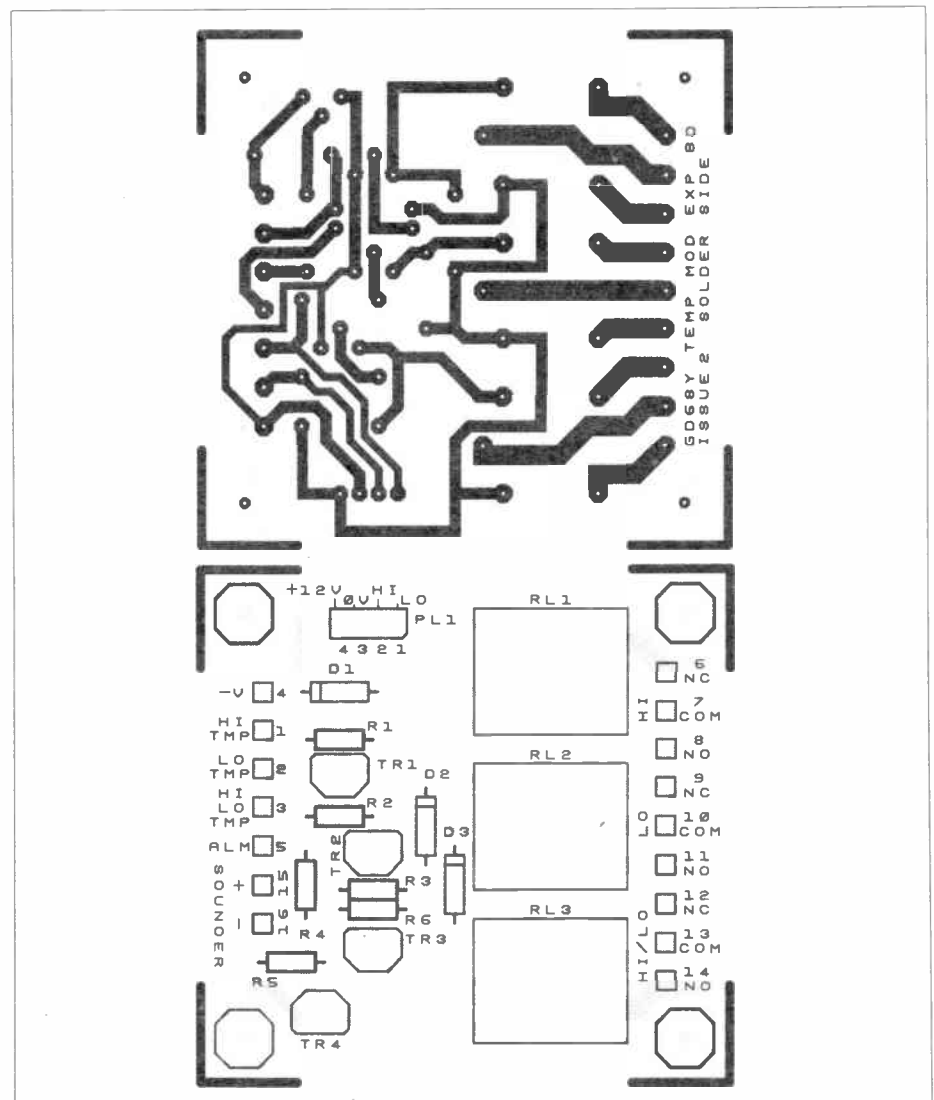 GD68Y TEMP MOD EXP BD
ISSUE 2 SOLDER SIDE
+12V HI
0V LO
PL1
4 3 2 1
RL1
D1
-V 4
HI
TMP 1
LO
TMP 2
HI
LO
TMP 3
ALM 5
SOUNDER
+ 15
- 16
R1
TR1
R2
D2
TR2
D3
R3
R4
R6
TR3
R5
TR4
RL2
RL3
HI
6
NC
7
COM
8
NO
LO
9
NC
10
COM
11
NO
HI/LO
12
NC
13
COM
14
NO